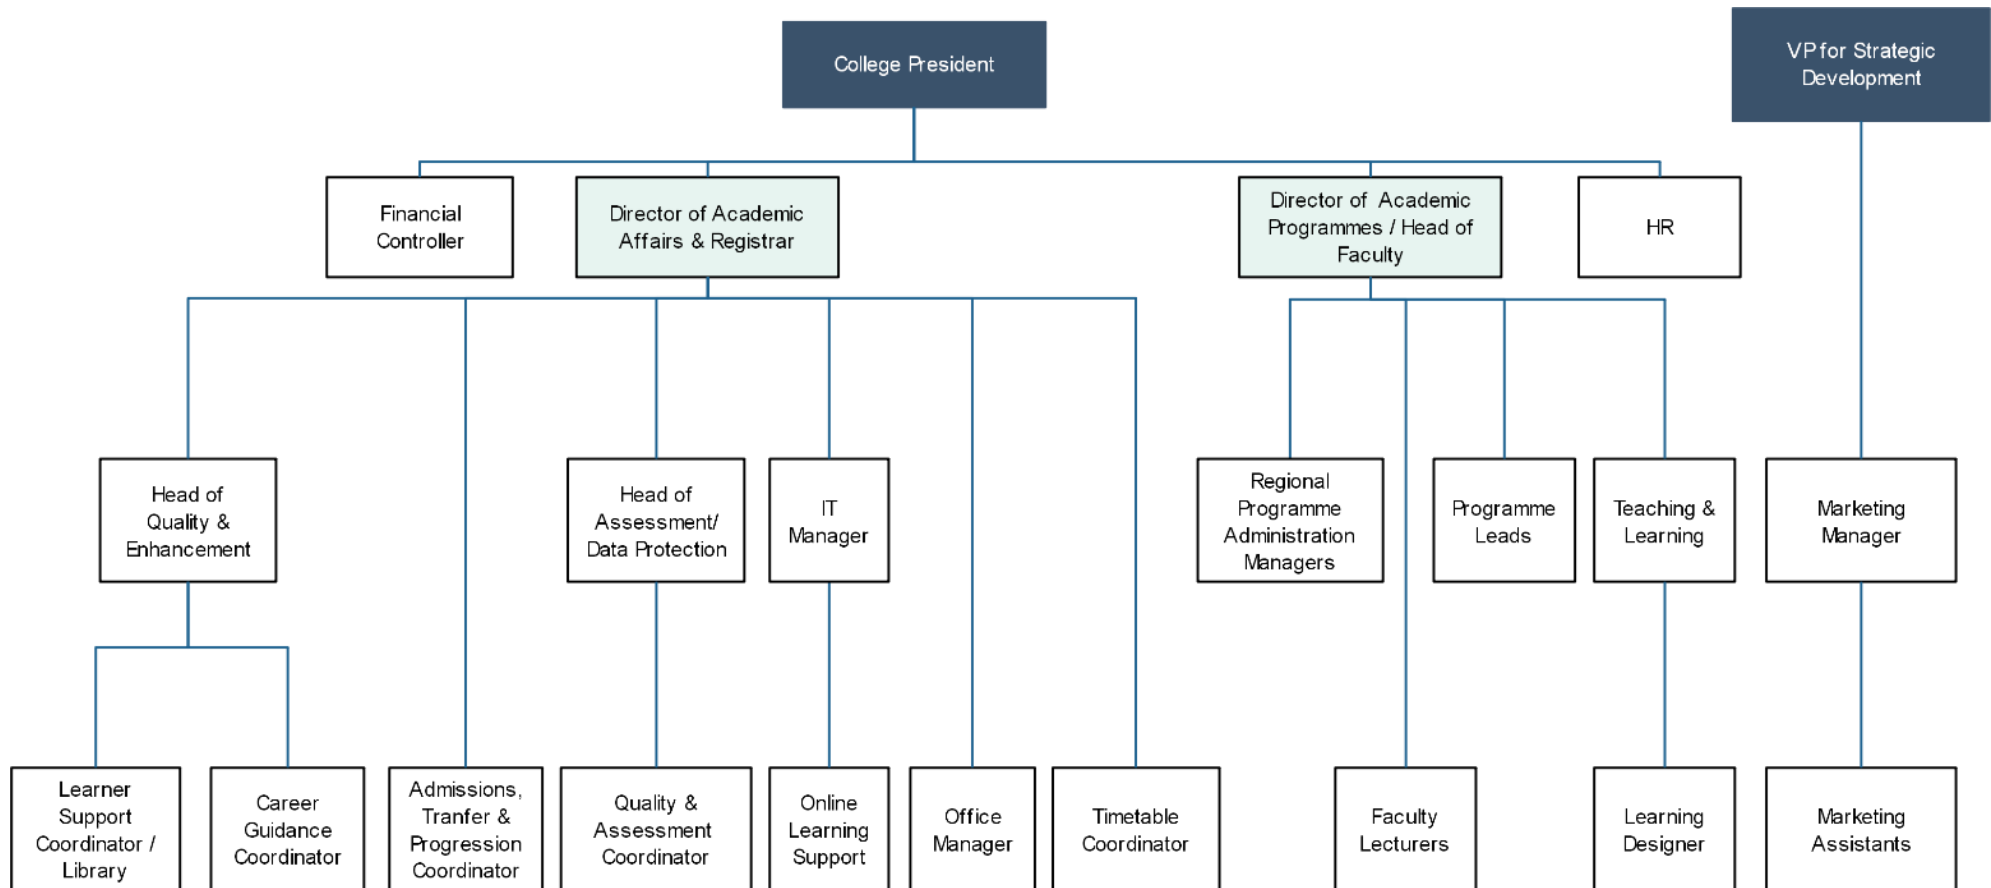 College President
VP for Strategic
Development
Financial
Controller
Director of Academic
Affairs & Registrar
Director of Academic
Programmes / Head of
Faculty
HR
Head of
Quality &
Enhancement
Head of
Assessment/
Data Protection
IT
Manager
Regional
Programme
Administration
Managers
Programme
Leads
Teaching &
Learning
Marketing
Manager
Learner
Support
Coordinator /
Library
Career
Guidance
Coordinator
Admissions,
Tranfer &
Progression
Coordinator
Quality &
Assessment
Coordinator
Online
Learning
Support
Office
Manager
Timetable
Coordinator
Faculty
Lecturers
Learning
Designer
Marketing
Assistants